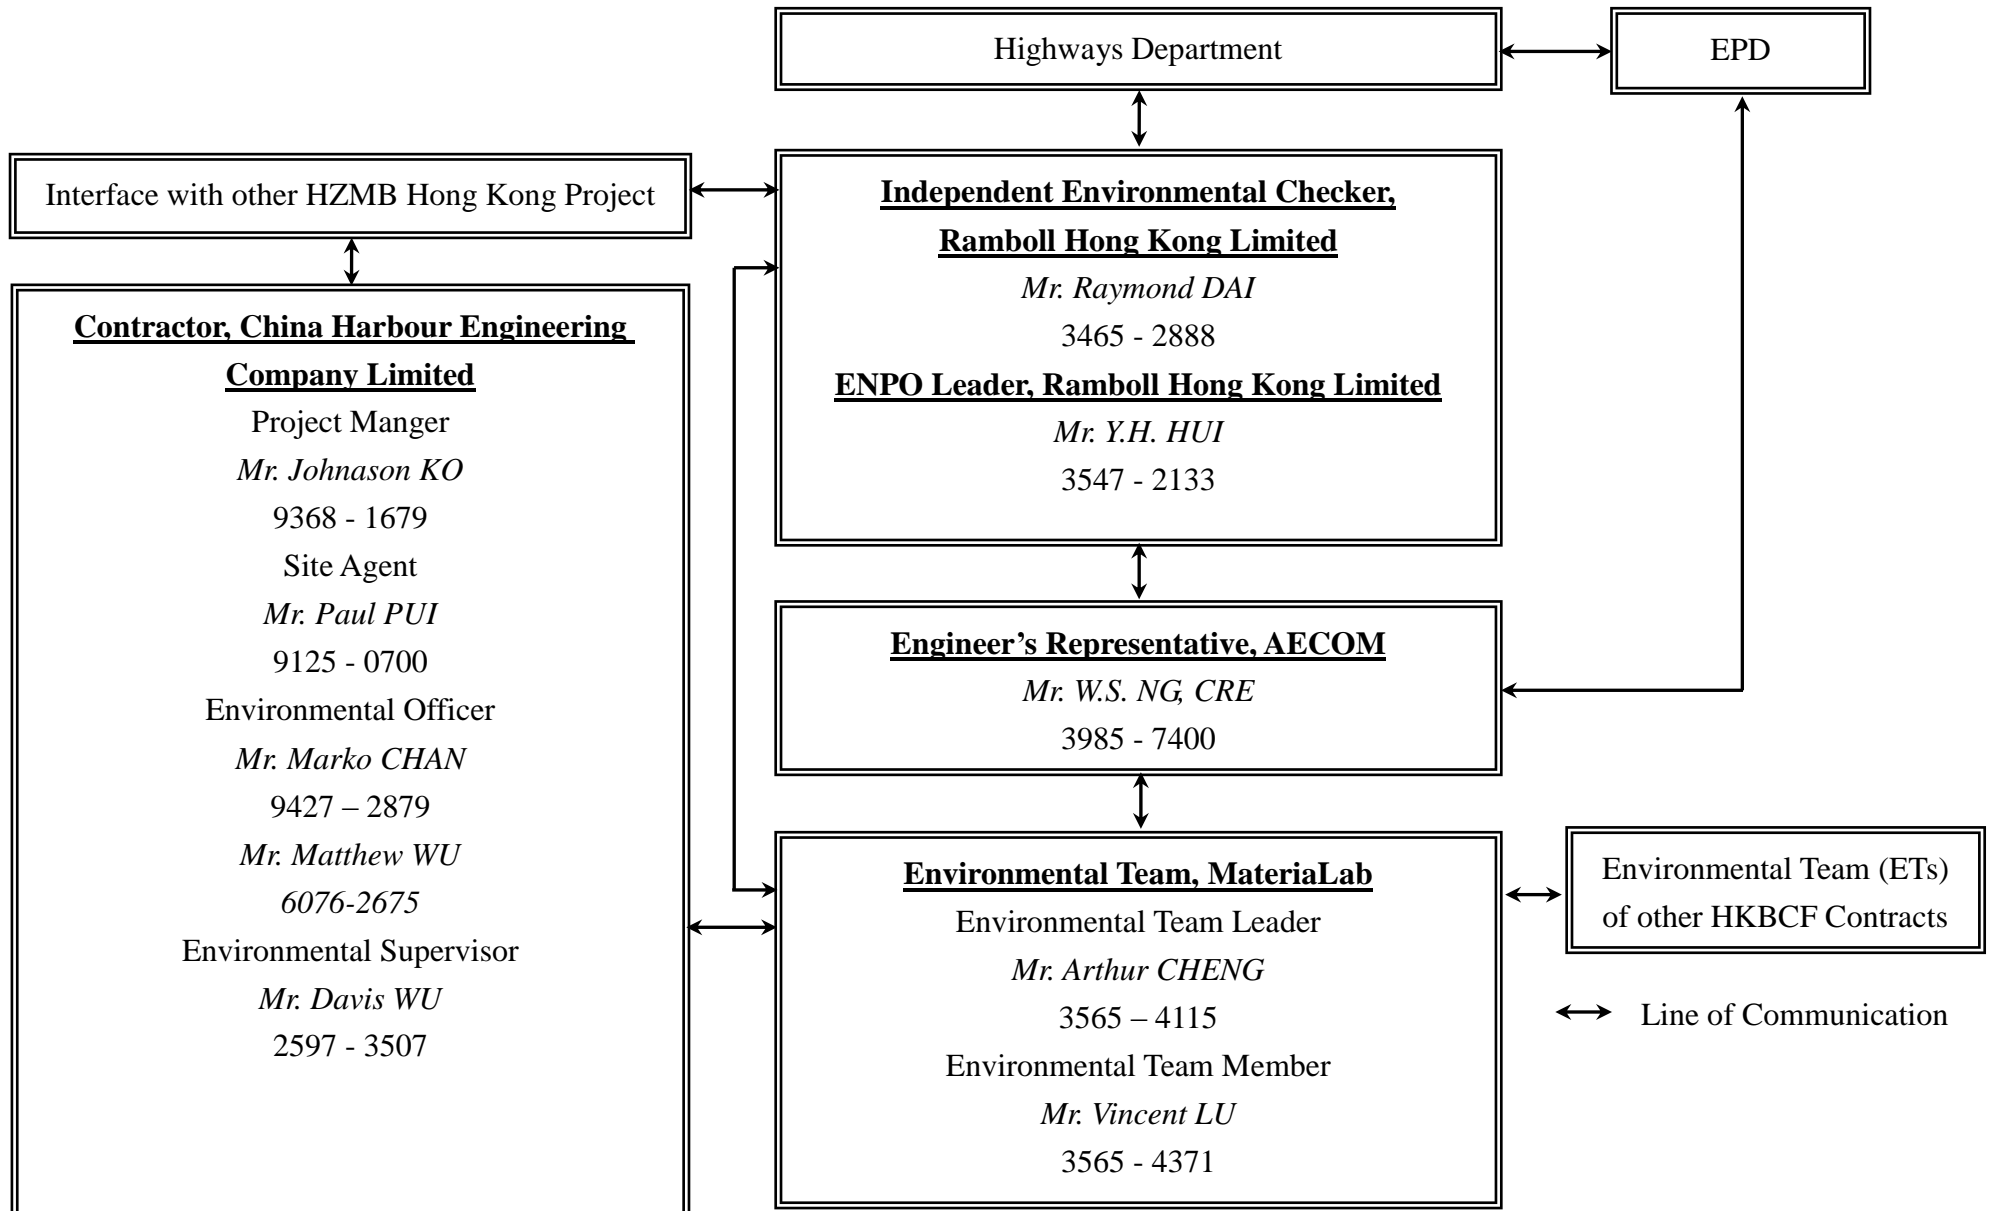 Highways Department
EPD
Interface with other HZMB Hong Kong Project
Independent Environmental Checker,
Ramboll Hong Kong Limited
Mr. Raymond DAI
3465 - 2888
ENPO Leader, Ramboll Hong Kong Limited
Mr. Y.H. HUI
3547 - 2133
Contractor, China Harbour Engineering
Company Limited
Project Manger
Mr. Johnason KO
9368 - 1679
Site Agent
Mr. Paul PUI
9125 - 0700
Environmental Officer
Mr. Marko CHAN
9427 – 2879
Mr. Matthew WU
6076-2675
Environmental Supervisor
Mr. Davis WU
2597 - 3507
Engineer’s Representative, AECOM
Mr. W.S. NG, CRE
3985 - 7400
Environmental Team, MateriaLab
Environmental Team Leader
Mr. Arthur CHENG
3565 – 4115
Environmental Team Member
Mr. Vincent LU
3565 - 4371
Environmental Team (ETs)
of other HKBCF Contracts
Line of Communication